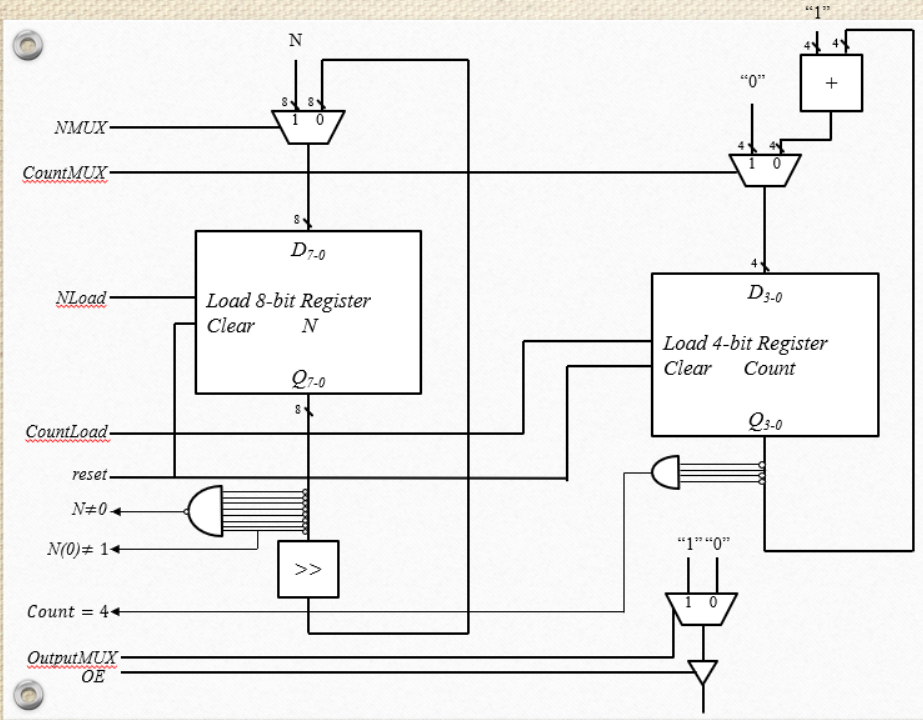 “1”
4 4
N
+
“0”
8 8
1 0
NMUX
4 4
1 0
CountMUX
8
D7-0
4
D3-0
NLoad
Load 8-bit Register
Clear N
Load 4-bit Register
Clear Count
Q7-0
8
Q3-0
CountLoad
reset
N≠0
N(0)≠ 1
“1” “0”
>>
1 0
Count = 4
OutputMUX
OE